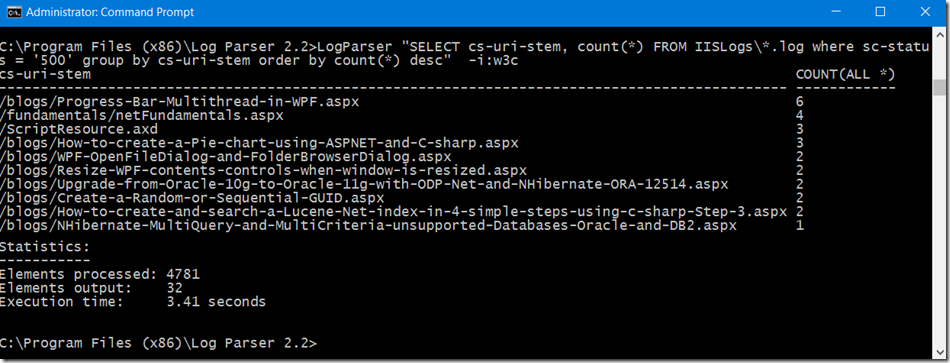 Administrator: Command Prompt
C:\Program Files (x86)\Log Parser 2.2>LogParser "SELECT cs-uri-stem, count(*) FROM IISLogs\*.log where sc-statu
s = '500' group by cs-uri-stem order by count(*) desc"  -i:w3c
cs-uri-stem COUNT(ALL *)
------------------------------------------------------------------------------------------- ------------
/blogs/Progress-Bar-Multithread-in-WPF.aspx 6
/fundamentals/netFundamentals.aspx 4
/ScriptResource.axd 3
/blogs/How-to-create-a-Pie-chart-using-ASPNET-and-C-sharp.aspx 3
/blogs/WPF-OpenFileDialog-and-FolderBrowserDialog.aspx 2
/blogs/Resize-WPF-contents-controls-when-window-is-resized.aspx 2
/blogs/Upgrade-from-Oracle-10g-to-Oracle-11g-with-ODP-Net-and-NHibernate-ORA-12514.aspx 2
/blogs/Create-a-Random-or-Sequential-GUID.aspx 2
/blogs/How-to-create-and-search-a-Lucene-Net-index-in-4-simple-steps-using-c-sharp-Step-3.aspx 2
/blogs/NHibernate-MultiQuery-and-MultiCriteria-unsupported-Databases-Oracle-and-DB2.aspx 1
Statistics:
-----------
Elements processed: 4781
Elements output:    32
Execution time:     3.41 seconds
C:\Program Files (x86)\Log Parser 2.2>